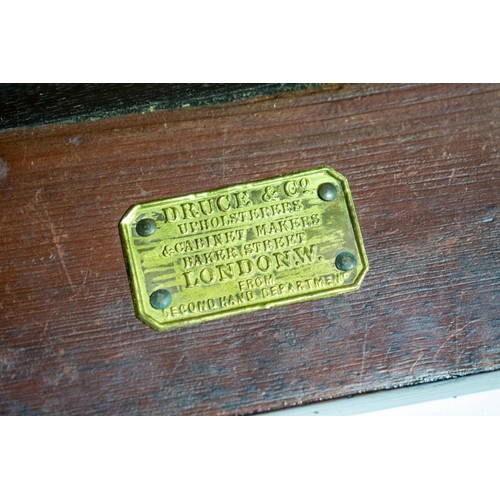 DRUCE & CO
UPHOLSTERERS
& CABINET MAKERS
BAKER STREET
LONDON.W.
FROM
SECOND HAND DEPARTMENT